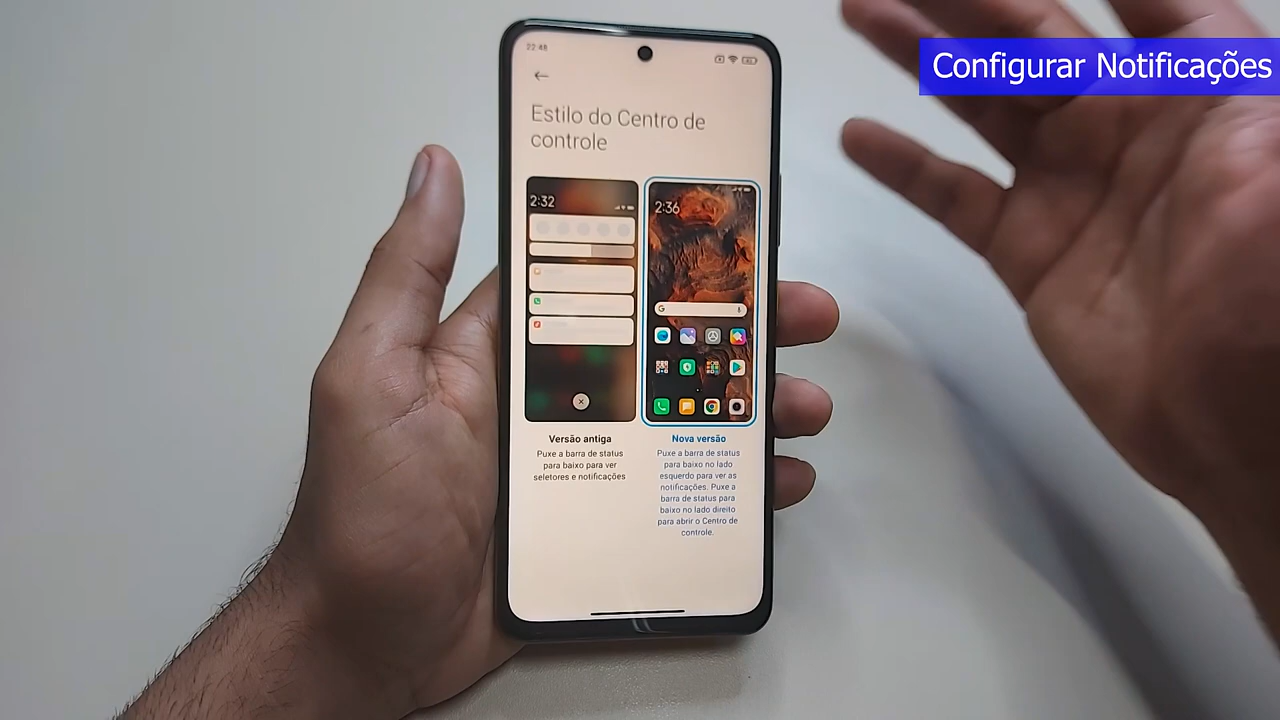 Configurar Notificações
22:48
Estilo do Centro de
controle
2:32
2:36
G
Versão antiga
Puxe a barra de status
para baixo para ver
seletores e notificações
Nova versão
Puxe a barra de status
para baixo no lado
esquerdo para ver as
notificações. Puxe a
barra de status para
baixo no lado direito
para abrir o Centro de
controle.